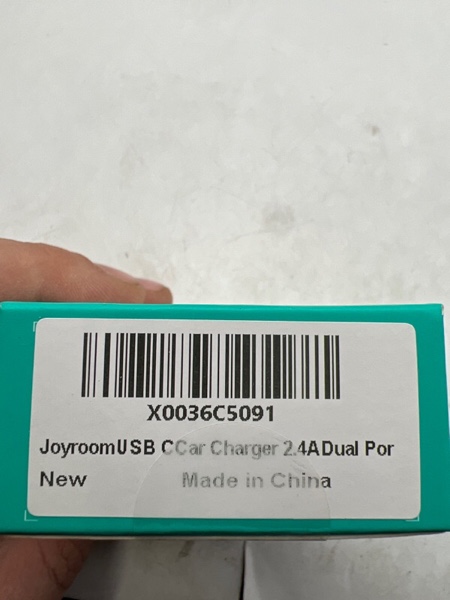 X0036C5091
JoyroomUSB CCar Charger 2.4ADual Por
New Made in China